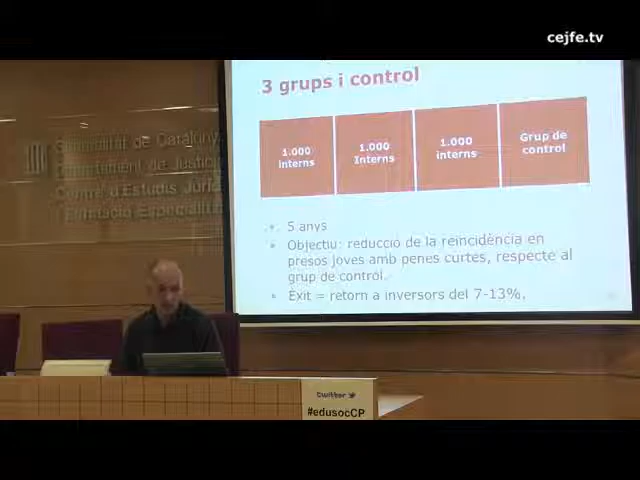 cejfe.tv
3 grups i control
1.000
interns
1.000
Interns
1.000
interns
Grup de
control
5 anys
Objectiu: reducció de la reincidència en
presos joves amb penes curtes, respecte al
grup de control.
Èxit = retorn a inversors del 7-13%.
Generalitat de Catalunya
Departament de Justícia
Centre d'Estudis Jurídics
Formació Especialitzada
twitter
#edusocCP